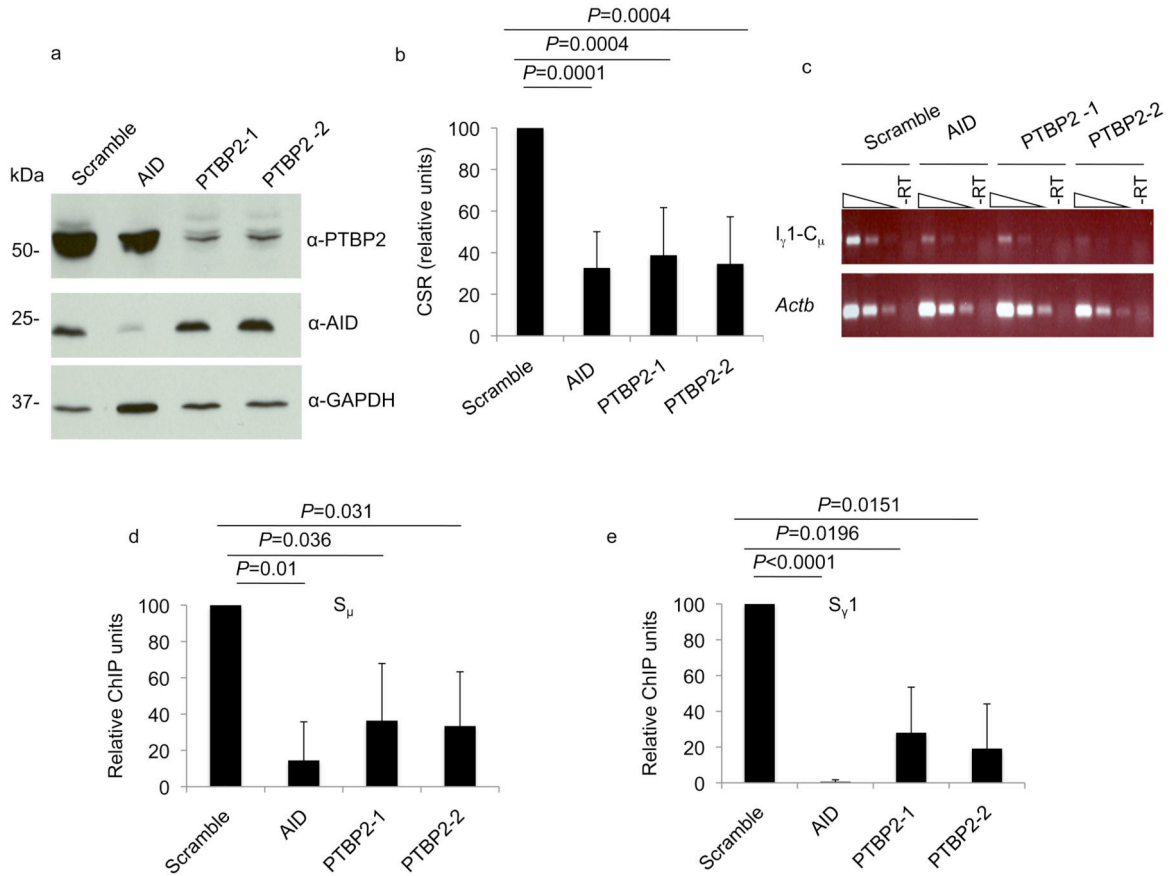 a
Scramble
AID
PTBP2-1
PTBP2 -2
kDa
50-
α-PTBP2
25-
α-AID
37-
α-GAPDH
b
P=0.0004
P=0.0004
P=0.0001
CSR (relative units)
100
80
60
40
20
0
Scramble
AID
PTBP2-1
PTBP2-2
c
Scramble
AID
PTBP2 -1
PTBP2-2
-RT
-RT
-RT
-RT
Iγ1-Cμ
Actb
d
P=0.031
P=0.036
P=0.01
Sμ
Relative ChIP units
100
80
60
40
20
0
Scramble
AID
PTBP2-1
PTBP2-2
e
P=0.0151
P=0.0196
P<0.0001
Sγ1
Relative ChIP units
100
80
60
40
20
0
Scramble
AID
PTBP2-1
PTBP2-2